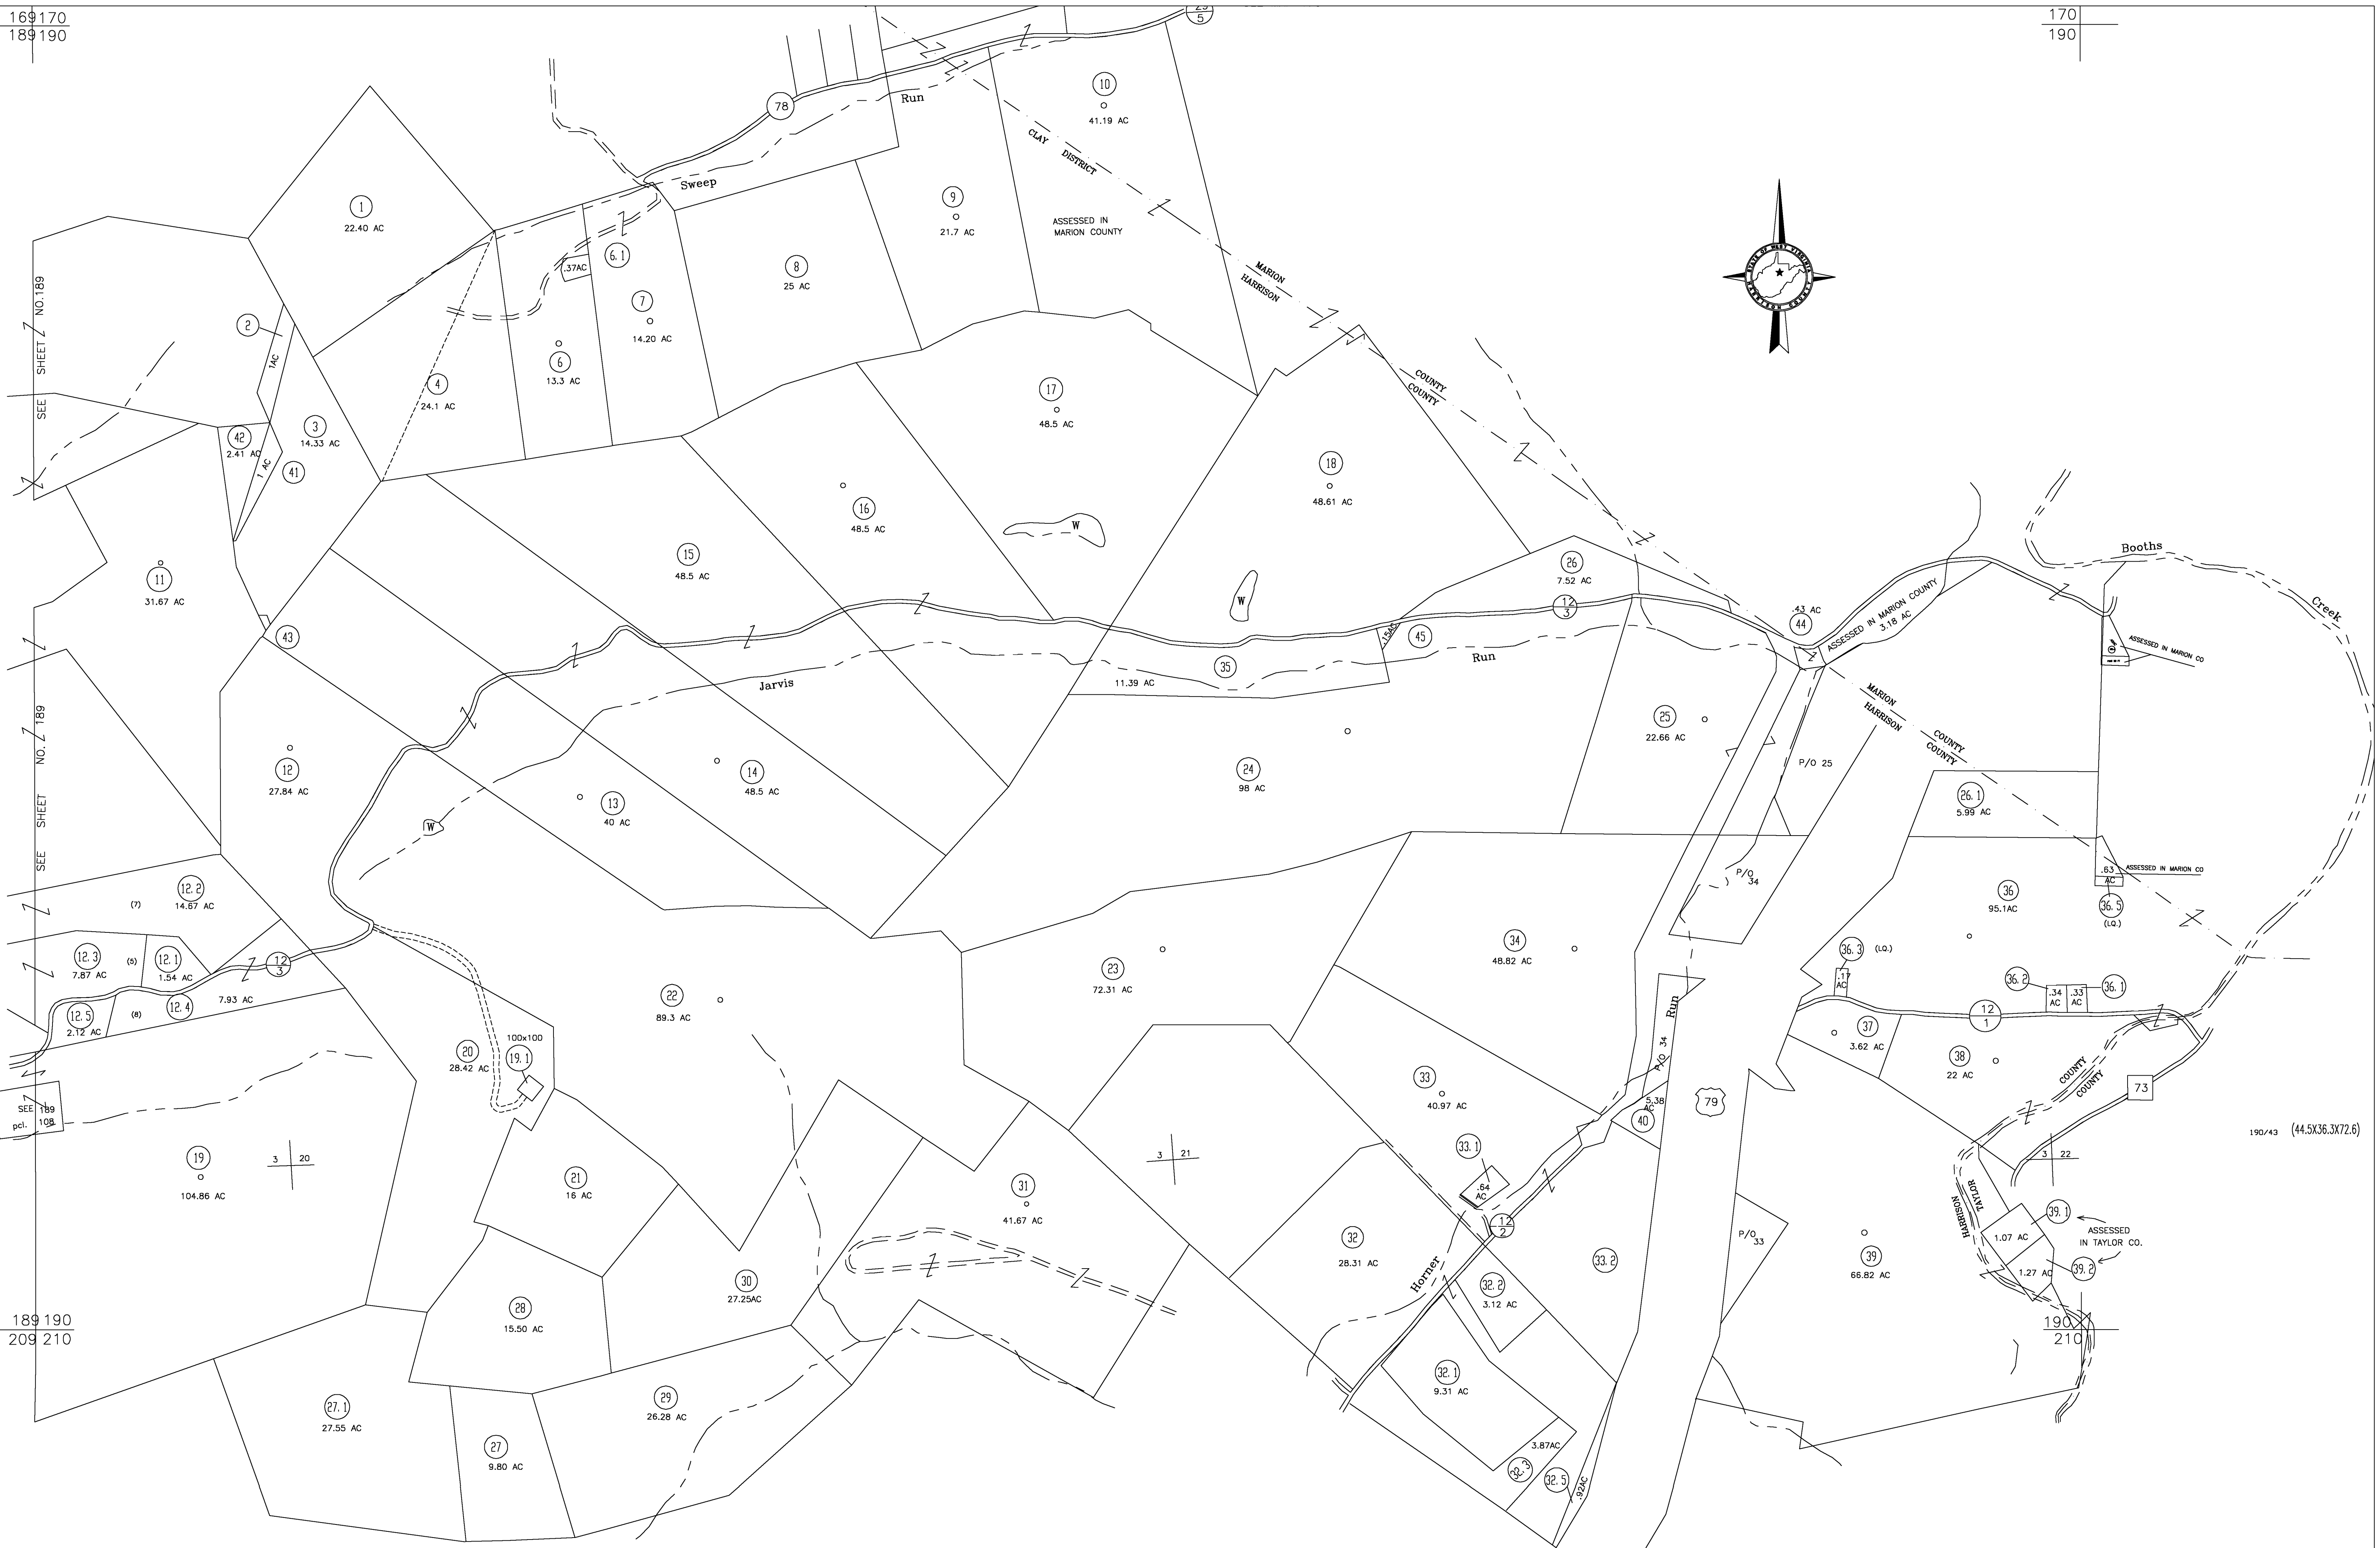 169 170
189 190
170
190
5
10
41.19 AC
78
Run
Sweep
CLAY DISTRICT
1
22.40 AC
9
21.7 AC
ASSESSED IN
MARION COUNTY
STATE OF WEST VIRGINIA
HARRISON COUNTY
6.1
.37AC
8
25 AC
MARION
HARRISON
SEE SHEET NO.189
2
1AC
7
14.20 AC
6
13.3 AC
4
24.1 AC
17
48.5 AC
COUNTY
COUNTY
3
14.33 AC
42
2.41 AC
1 AC
41
18
48.61 AC
16
48.5 AC
W
15
48.5 AC
11
31.67 AC
26
7.52 AC
Booths
Creek
W
12
3
.43 AC
44
ASSESSED IN MARION COUNTY
3.18 AC
43
.15AC
45
ASSESSED IN MARION CO
Run
35
11.39 AC
Jarvis
MARION
HARRISON
COUNTY
COUNTY
SEE SHEET NO. 189
25
22.66 AC
P/O 25
12
27.84 AC
14
48.5 AC
24
98 AC
13
40 AC
26.1
5.99 AC
W
P/O
34
.63
AC
ASSESSED IN MARION CO
36.5
(LQ.)
36
95.1AC
12.2
14.67 AC
(7)
12.3
7.87 AC
(5)
12.1
1.54 AC
12
3
34
48.82 AC
36.3
(LQ.)
23
72.31 AC
.17
AC
36.2
.34
AC
.33
AC
36.1
12.5
2.12 AC
(8)
12.4
7.93 AC
22
89.3 AC
Run
12
1
37
3.62 AC
20
28.42 AC
100x100
19.1
P/O 34
38
22 AC
COUNTY
COUNTY
73
33
40.97 AC
79
5.38
AC
40
SEE 189
pcl. 108
190/43 (44.5X36.3X72.6)
19
104.86 AC
3 20
3 21
3 22
33.1
.64
AC
21
16 AC
31
41.67 AC
TAYLOR
HARRISON
39.1
1.07 AC
ASSESSED
IN TAYLOR CO.
12
2
32
28.31 AC
P/O
33
39
66.82 AC
33.2
39.2
1.27 AC
Horner
30
27.25AC
32.2
3.12 AC
28
15.50 AC
189 190
209 210
190
210
32.1
9.31 AC
27.1
27.55 AC
29
26.28 AC
27
9.80 AC
3.87AC
32.3
32.5
.92AC